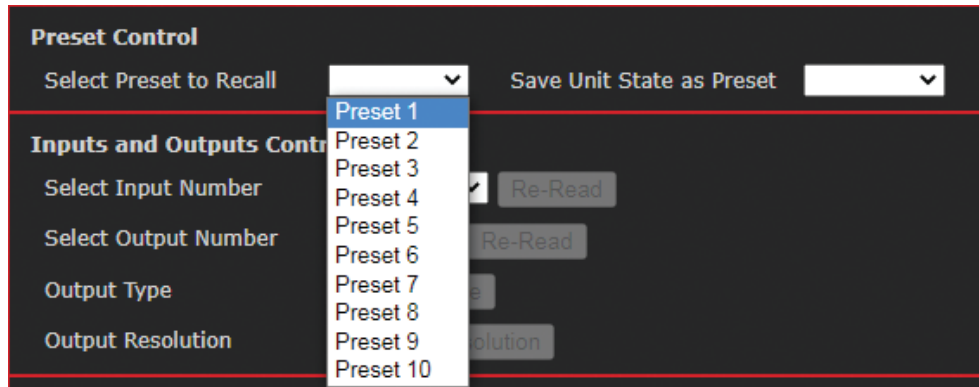 Preset Control
Select Preset to Recall Save Unit State as Preset
Preset 1
Inputs and Outputs Contr Preset 2
Preset 3
Select Input Number Preset 4 Re-Read
Preset 5
Select Output Number Preset 6 Re-Read
Preset 7
Output Type Preset 8
Output Resolution Preset 9 olution
Preset 10